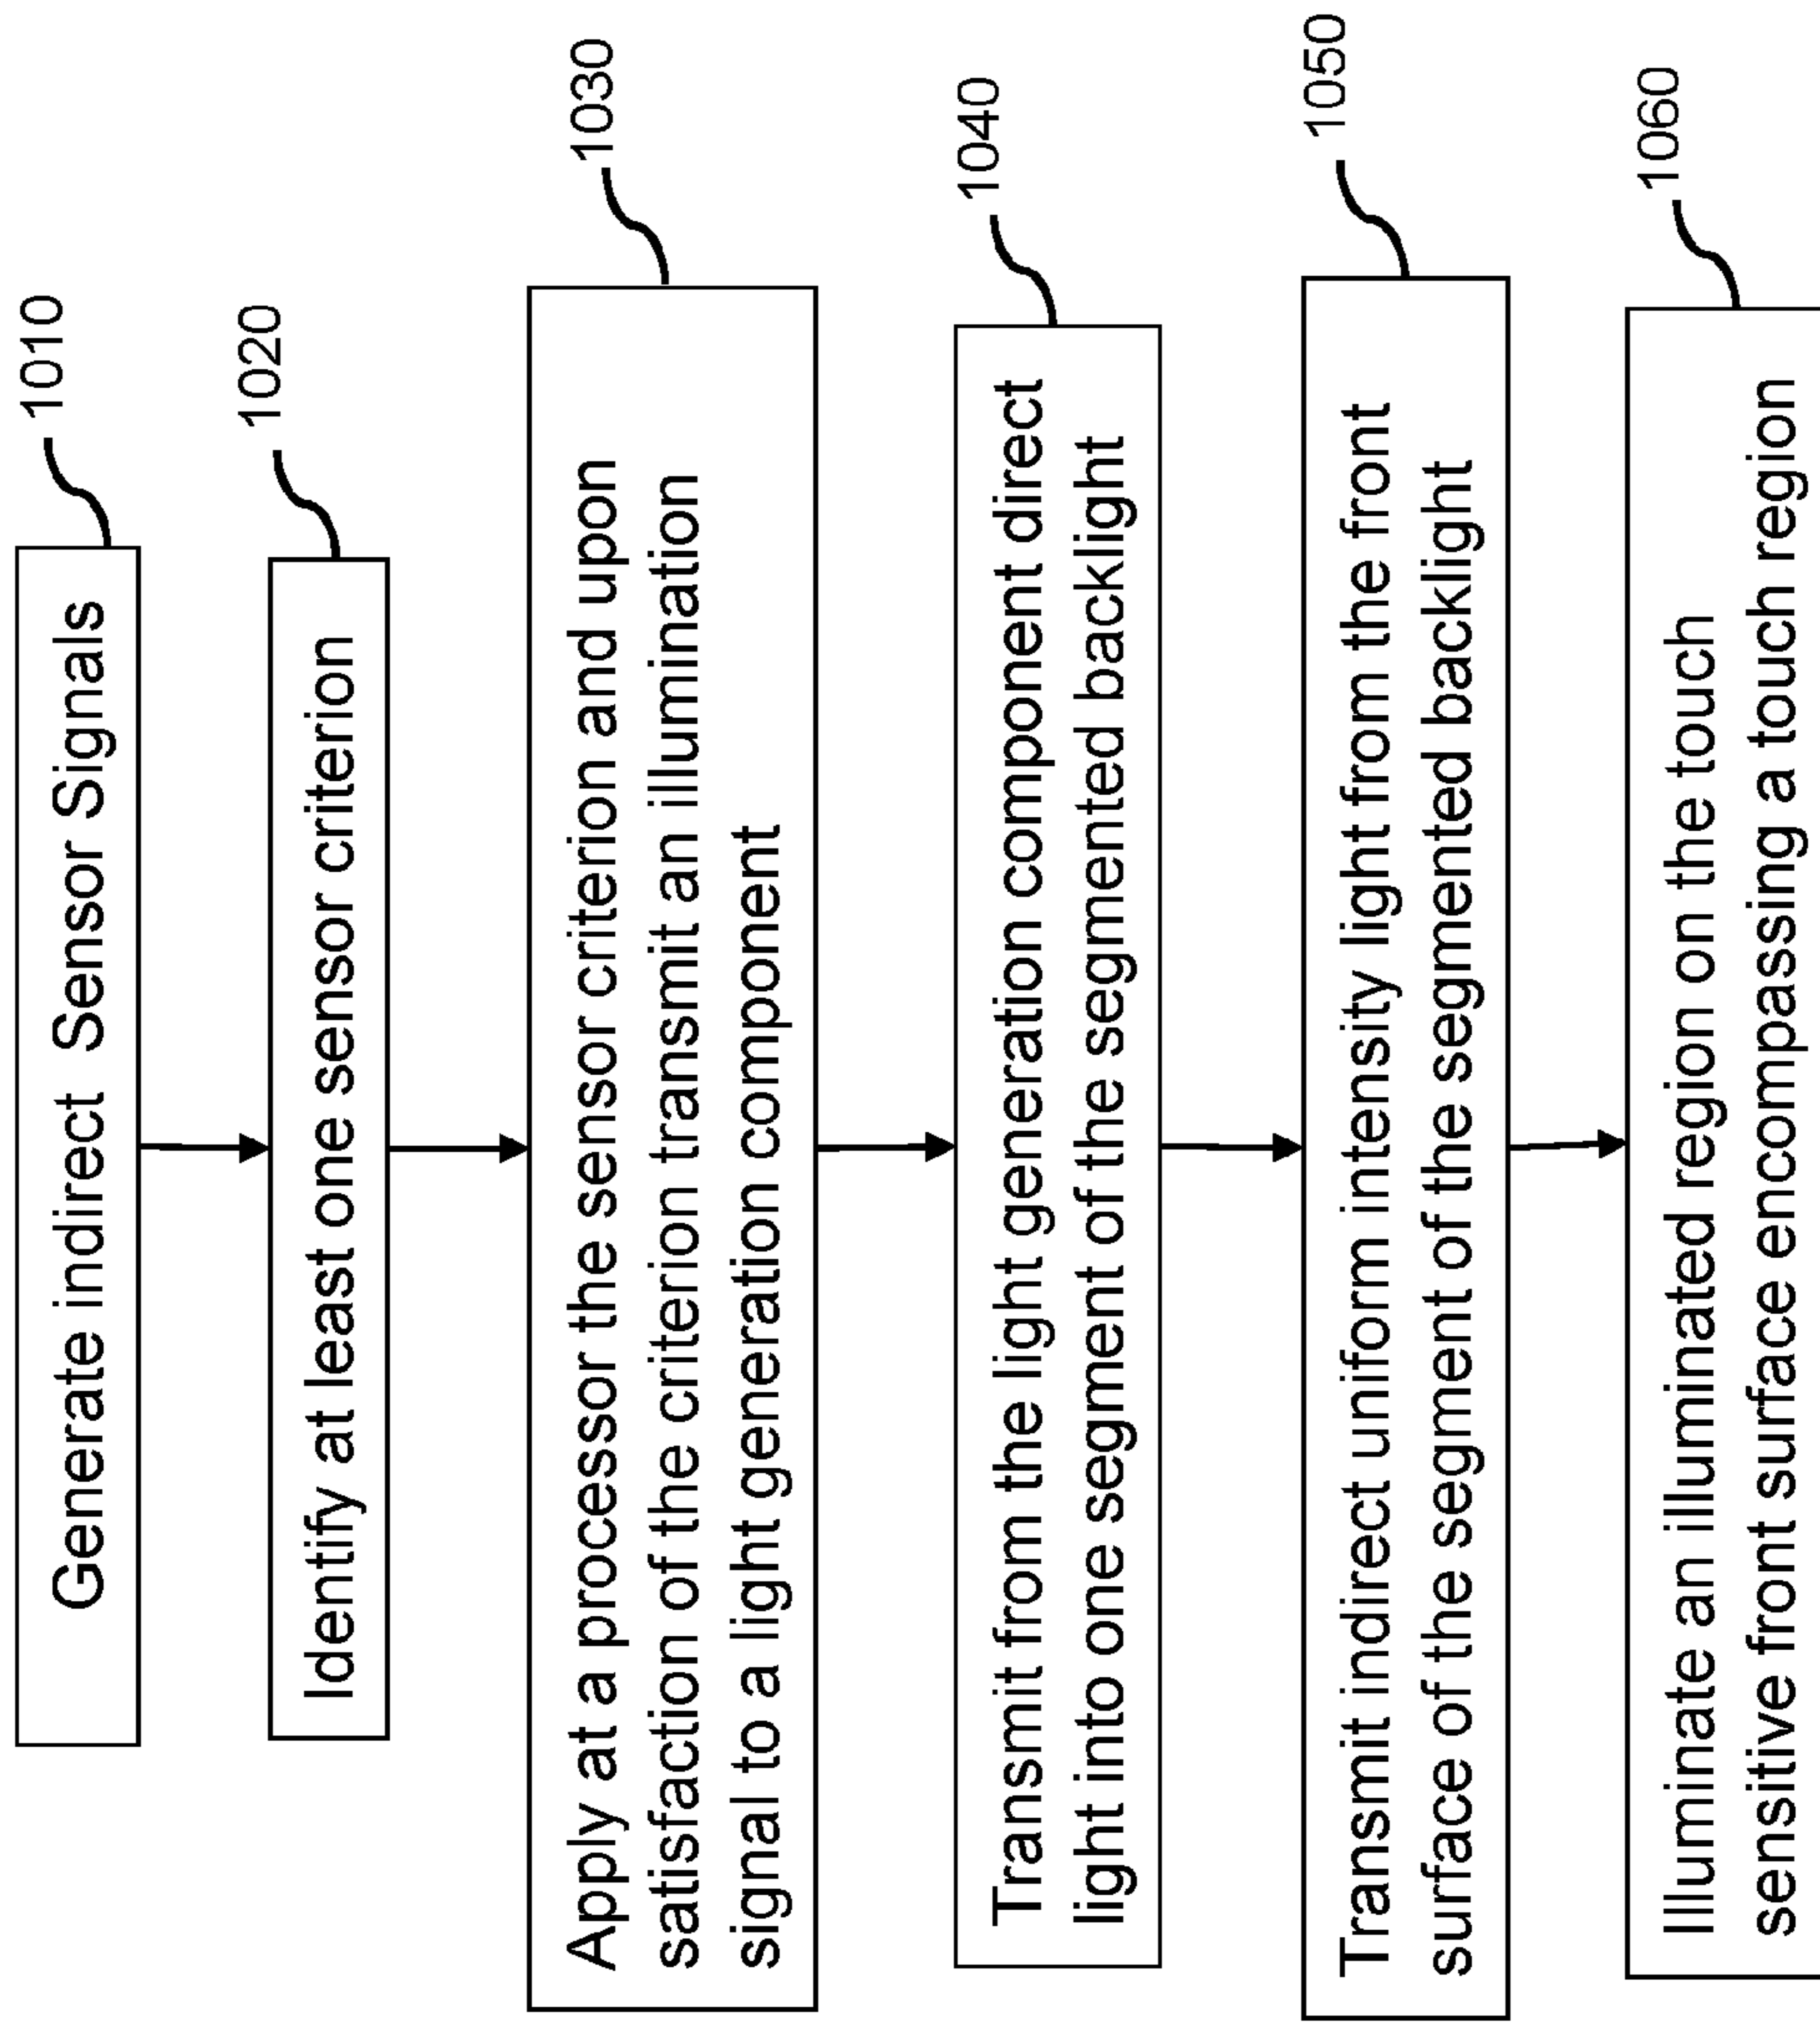 1010
Generate indirect Sensor Signals
1020
Identify at least one sensor criterion
1030
Apply at a processor the sensor criterion and upon
satisfaction of the criterion transmit an illumination
signal to a light generation component
1040
Transmit from the light generation component direct
light into one segment of the segmented backlight
1050
Transmit indirect uniform intensity light from the front
surface of the segment of the segmented backlight
1060
Illuminate an illuminated region on the touch
sensitive front surface encompassing a touch region